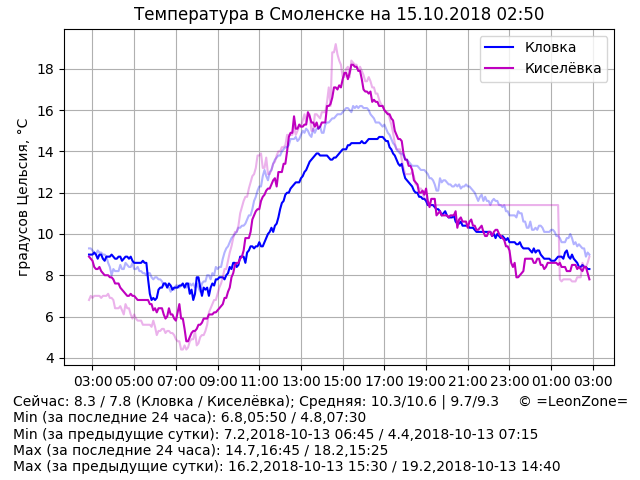 Температура в Смоленске на 15.10.2018 02:50
Кловка
Киселёвка
градусов Цельсия, °C
18
16
14
12
10
8
6
4
03:00 05:00 07:00 09:00 11:00 13:00 15:00 17:00 19:00 21:00 23:00 01:00 03:00
Сейчас: 8.3 / 7.8 (Кловка / Киселёвка); Средняя: 10.3/10.6 | 9.7/9.3 © =LeonZone=
Min (за последние 24 часа): 6.8,05:50 / 4.8,07:30
Min (за предыдущие сутки): 7.2,2018-10-13 06:45 / 4.4,2018-10-13 07:15
Max (за последние 24 часа): 14.7,16:45 / 18.2,15:25
Max (за предыдущие сутки): 16.2,2018-10-13 15:30 / 19.2,2018-10-13 14:40